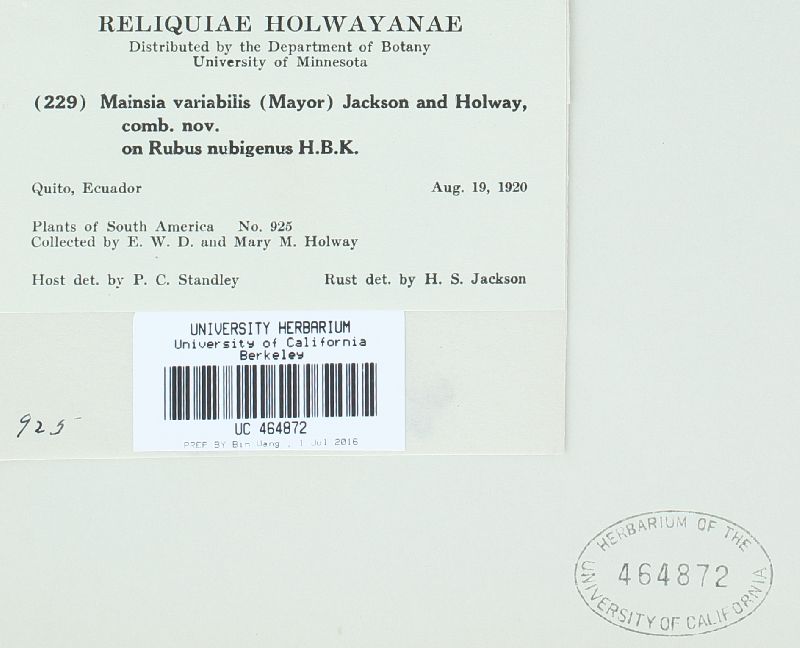 RELIQUIAE HOLWAYANAE
Distributed by the Department of Botany
University of Minnesota
(229) Mainsia variabilis (Mayor) Jackson and Holway,
comb. nov.
on Rubus nubigenus H.B.K.
Quito, Ecuador Aug. 19, 1920
Plants of South America No. 925
Collected by E. W. D. and Mary M. Holway
Host det. by P. C. Standley Rust det. by H. S. Jackson
UNIVERSITY HERBARIUM
University of California
Berkeley
UC 464872
PREP BY Bin Wang , 1 Jul 2016
925
HERBARIUM OF THE
464872
UNIVERSITY OF CALIFORNIA